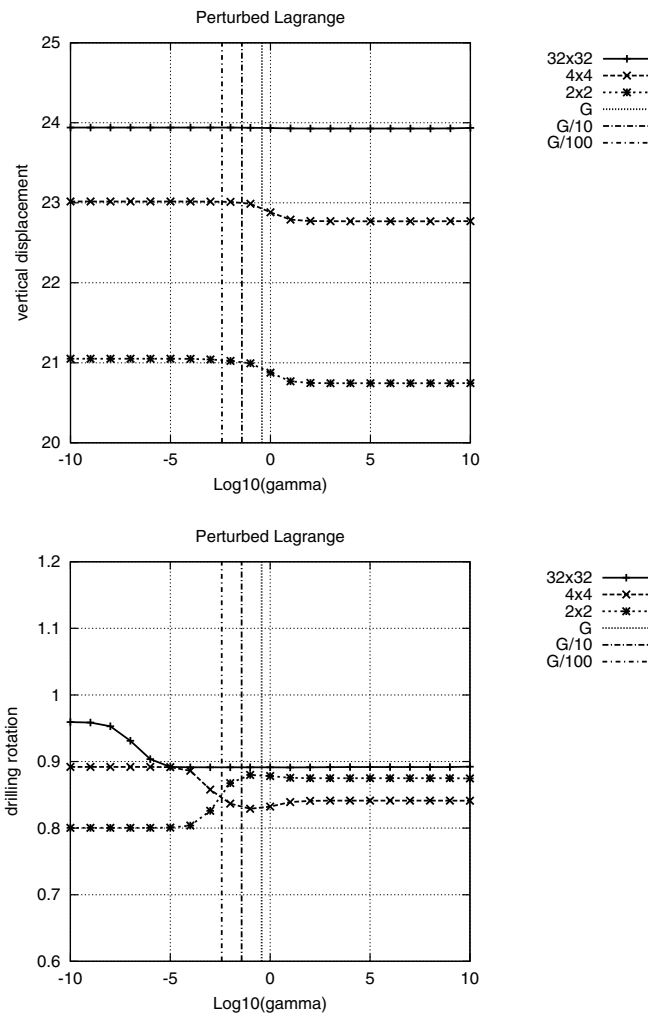 Perturbed Lagrange
25
24
23
22
21
20
-10
-5
0
5
10
vertical displacement
Log10(gamma)
32x32
4x4
2x2
G
G/10
G/100
Perturbed Lagrange
1.2
1.1
1
0.9
0.8
0.7
0.6
-10
-5
0
5
10
drilling rotation
Log10(gamma)
32x32
4x4
2x2
G
G/10
G/100